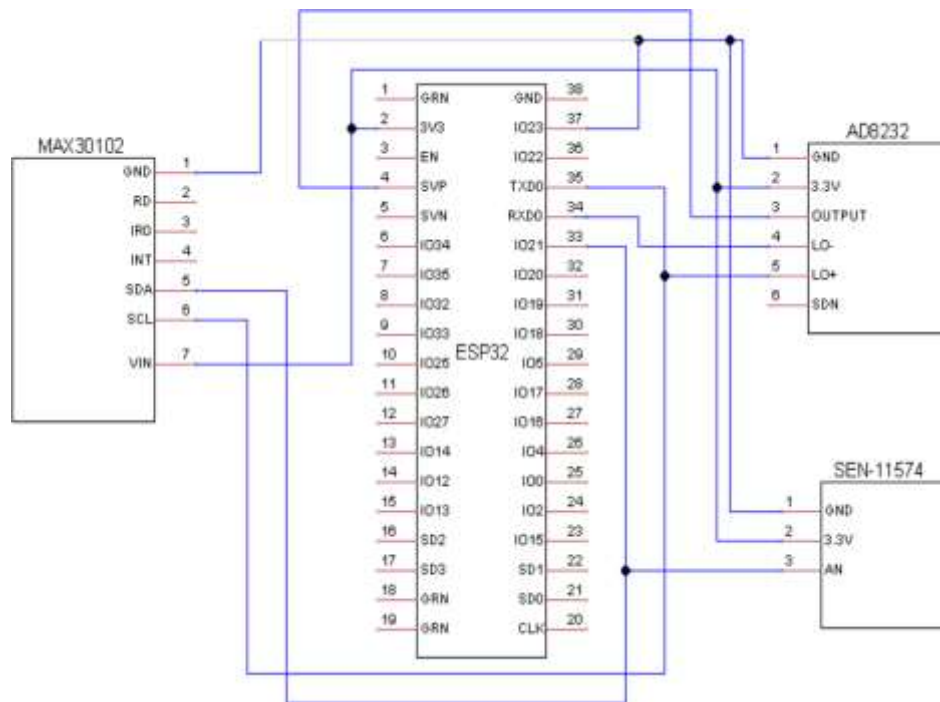 MAX30102
1 GND
2 RD
3 IRD
4 INT
5 SDA
6 SCL
7 VIN
ESP32
1 GRN
2 3V3
3 EN
4 SVP
5 SVN
6 IO34
7 IO35
8 IO32
9 IO33
10 IO25
11 IO26
12 IO27
13 IO14
14 IO12
15 IO13
16 SD2
17 SD3
18 GRN
19 GRN
GND 38
IO23 37
IO22 36
TXD0 35
RXD0 34
IO21 33
IO20 32
IO19 31
IO18 30
IO5 29
IO17 28
IO16 27
IO4 26
IO0 25
IO2 24
IO15 23
SD1 22
SD0 21
CLK 20
AD8232
1 GND
2 3.3V
3 OUTPUT
4 LO-
5 LO+
6 SDN
SEN-11574
1 GND
2 3.3V
3 AN